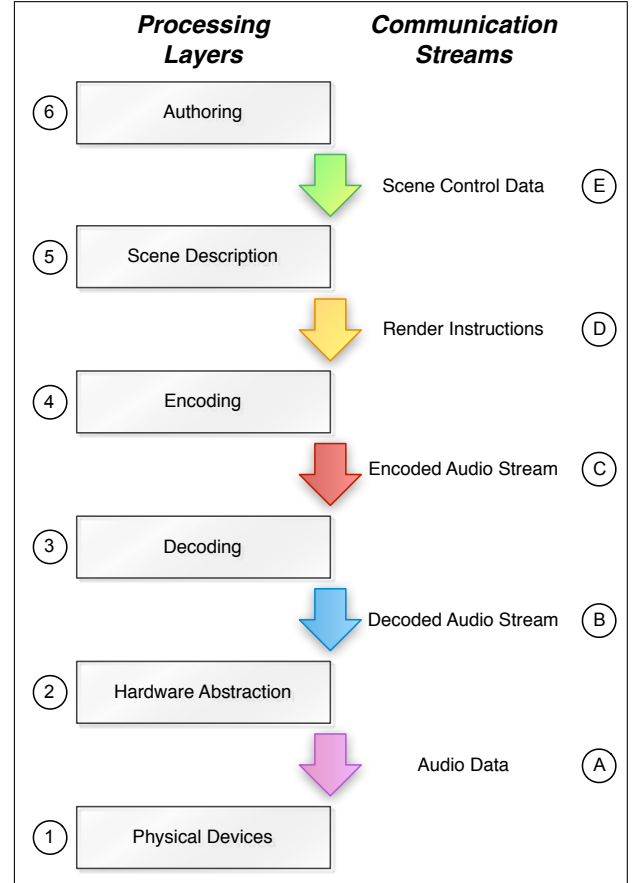 Processing Communication
Layers Streams
6 Authoring
Scene Control Data E
5 Scene Description
Render Instructions D
4 Encoding
Encoded Audio Stream C
3 Decoding
Decoded Audio Stream B
2 Hardware Abstraction
Audio Data A
1 Physical Devices